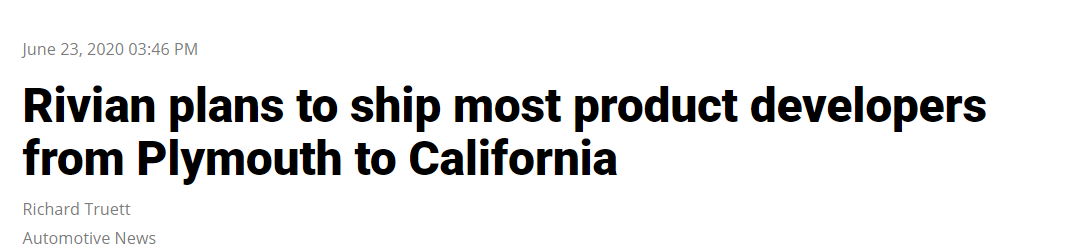 June 23, 2020 03:46 PM
Rivian plans to ship most product developers
from Plymouth to California
Richard Truett
Automotive News